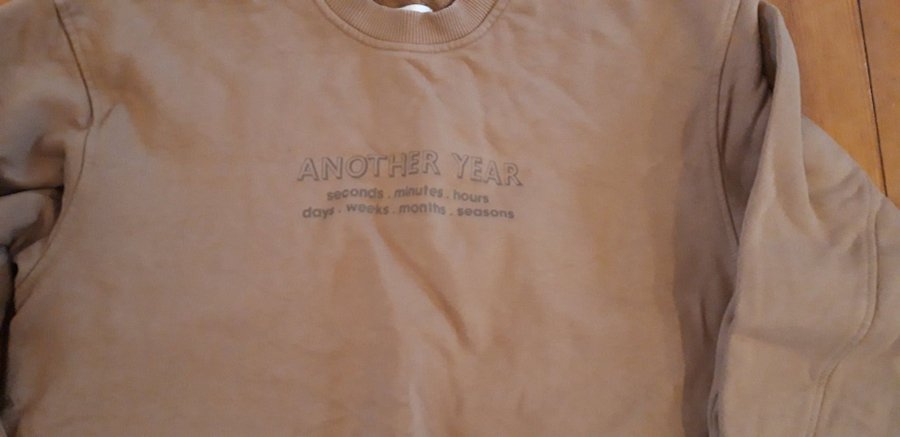 ANOTHER YEAR
seconds . minutes . hours
days . weeks . months . seasons